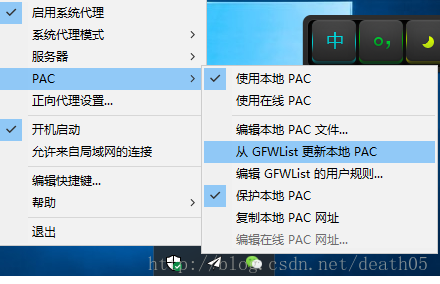 启用系统代理
系统代理模式
服务器
PAC
正向代理设置...
开机启动
允许来自局域网的连接
编辑快捷键...
帮助
退出
使用本地 PAC
使用在线 PAC
编辑本地 PAC 文件...
从 GFWList 更新本地 PAC
编辑 GFWList 的用户规则...
保护本地 PAC
复制本地 PAC 网址
编辑在线 PAC 网址...
中
http://blog.csdn.net/death05